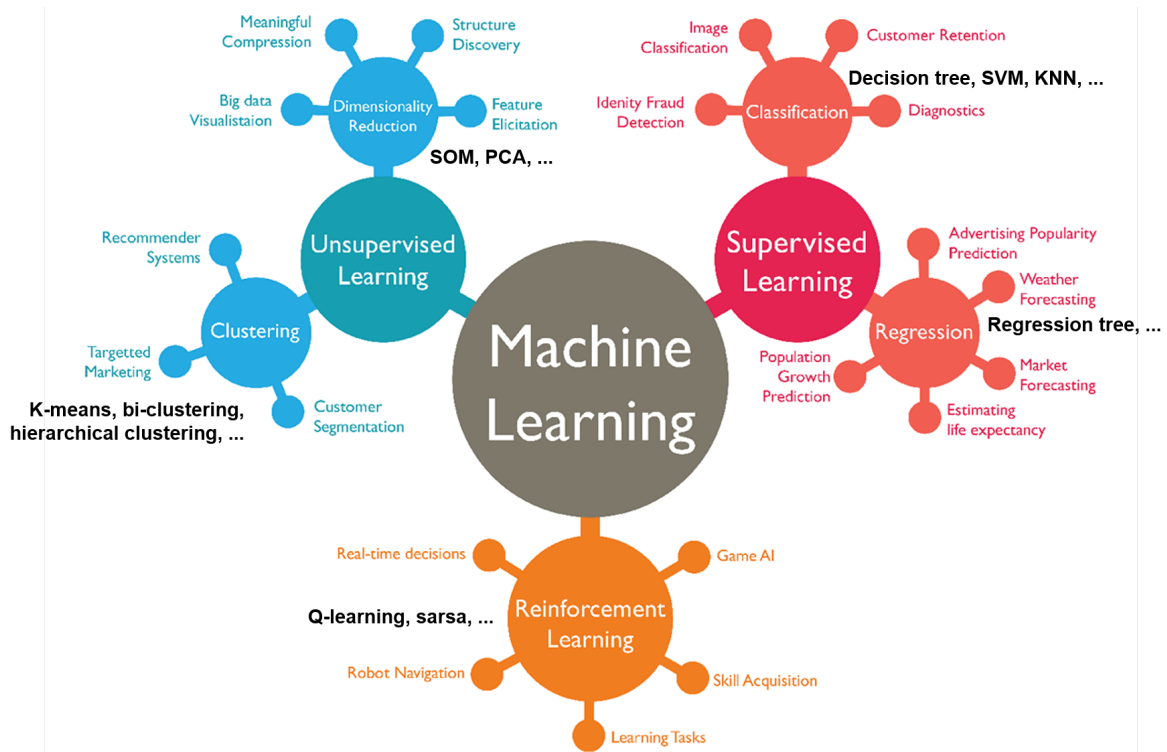 Meaningful
Compression
Structure
Discovery
Big data
Visualistaion
Dimensionality
Reduction
Feature
Elicitation
SOM, PCA, ...
Image
Classification
Customer Retention
Decision tree, SVM, KNN, ...
Idenity Fraud
Detection
Classification
Diagnostics
Unsupervised
Learning
Supervised
Learning
Recommender
Systems
Clustering
Targetted
Marketing
K-means, bi-clustering,
hierarchical clustering, ...
Customer
Segmentation
Machine
Learning
Advertising Popularity
Prediction
Weather
Forecasting
Regression
Regression tree, ...
Population
Growth
Prediction
Market
Forecasting
Estimating
life expectancy
Real-time decisions
Game AI
Q-learning, sarsa, ...
Reinforcement
Learning
Robot Navigation
Skill Acquisition
Learning Tasks